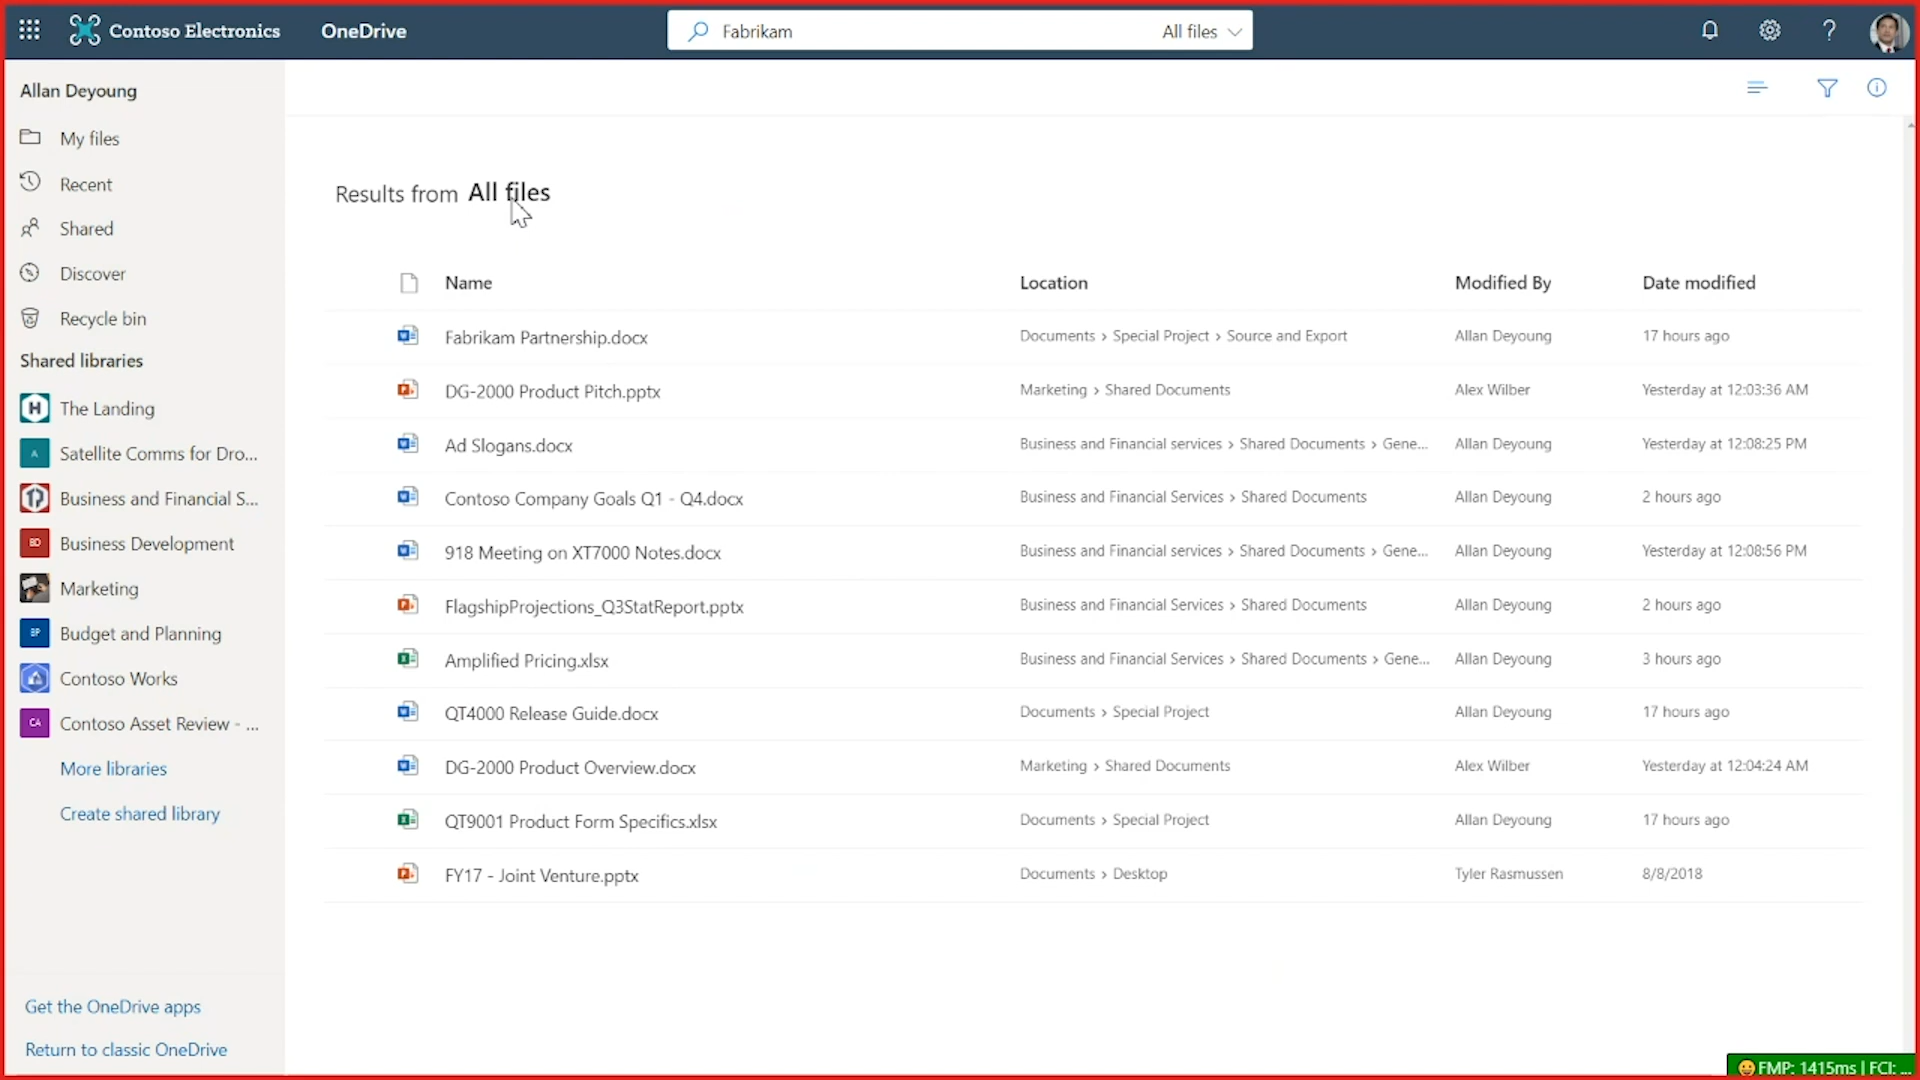 Contoso Electronics
OneDrive
Fabrikam
All files
?
Allan Deyoung
My files
Recent
Shared
Discover
Recycle bin
Shared libraries
H The Landing
A Satellite Comms for Dro...
Business and Financial S...
BD Business Development
Marketing
BP Budget and Planning
Contoso Works
CA Contoso Asset Review - ...
More libraries
Create shared library
Get the OneDrive apps
Return to classic OneDrive
Results from All files
Name Location Modified By Date modified
Fabrikam Partnership.docx Documents › Special Project › Source and Export Allan Deyoung 17 hours ago
DG-2000 Product Pitch.pptx Marketing › Shared Documents Alex Wilber Yesterday at 12:03:36 AM
Ad Slogans.docx Business and Financial services › Shared Documents › Gene... Allan Deyoung Yesterday at 12:08:25 PM
Contoso Company Goals Q1 - Q4.docx Business and Financial Services › Shared Documents Allan Deyoung 2 hours ago
918 Meeting on XT7000 Notes.docx Business and Financial services › Shared Documents › Gene... Allan Deyoung Yesterday at 12:08:56 PM
FlagshipProjections_Q3StatReport.pptx Business and Financial Services › Shared Documents Allan Deyoung 2 hours ago
Amplified Pricing.xlsx Business and Financial Services › Shared Documents › Gene... Allan Deyoung 3 hours ago
QT4000 Release Guide.docx Documents › Special Project Allan Deyoung 17 hours ago
DG-2000 Product Overview.docx Marketing › Shared Documents Alex Wilber Yesterday at 12:04:24 AM
QT9001 Product Form Specifics.xlsx Documents › Special Project Allan Deyoung 17 hours ago
FY17 - Joint Venture.pptx Documents › Desktop Tyler Rasmussen 8/8/2018
FMP: 1415ms | FCI: ...